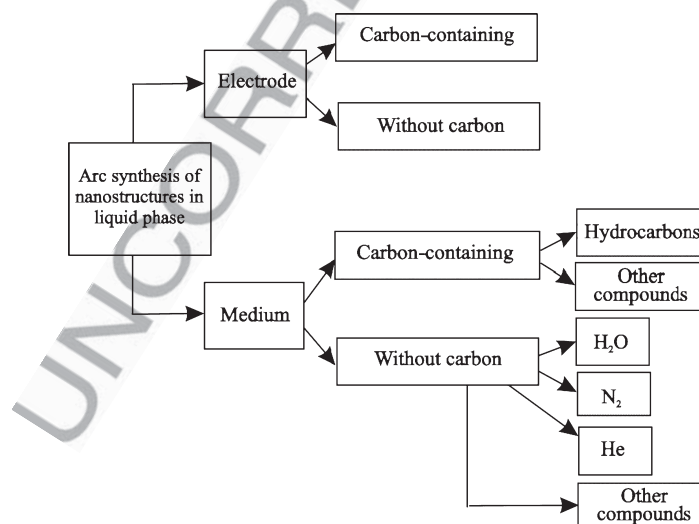 Carbon-containing
Electrode
Without carbon
Arc synthesis of
nanostructures in
liquid phase
Hydrocarbons
Carbon-containing
Other
compounds
Medium
H₂O
Without carbon
N₂
He
Other
compounds
UNCORRE